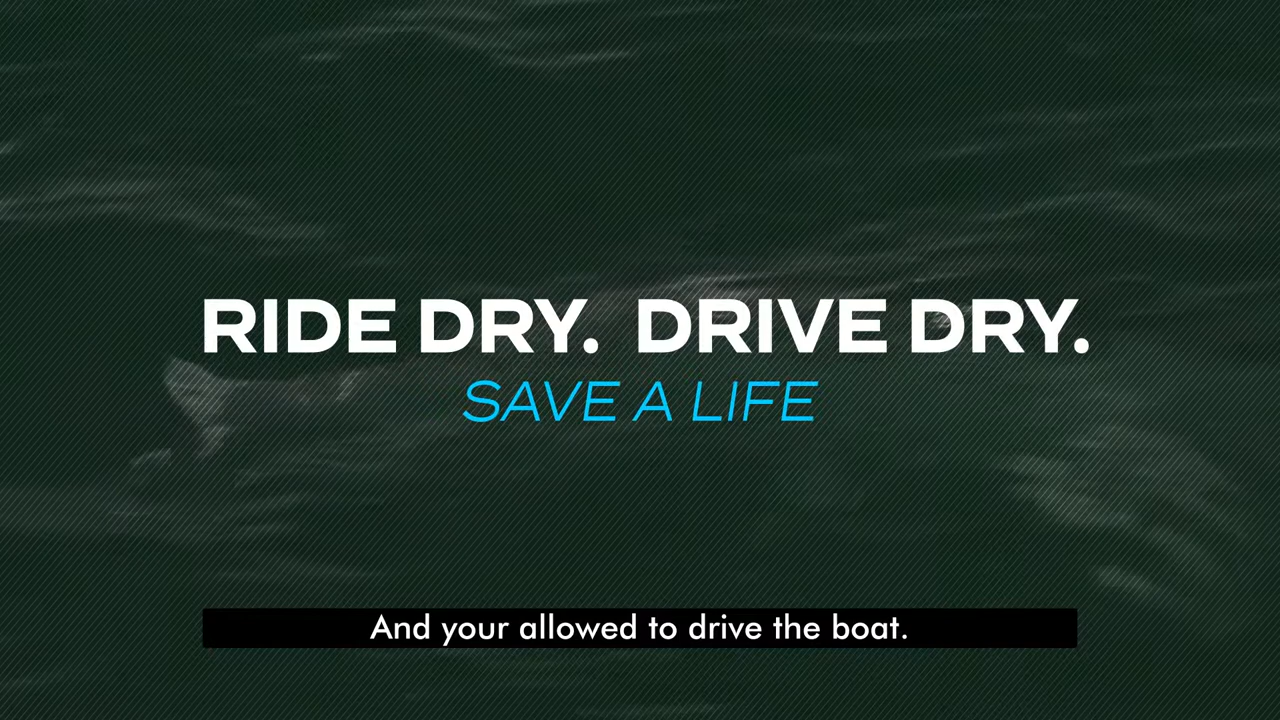 RIDE DRY. DRIVE DRY.
SAVE A LIFE
And your allowed to drive the boat.